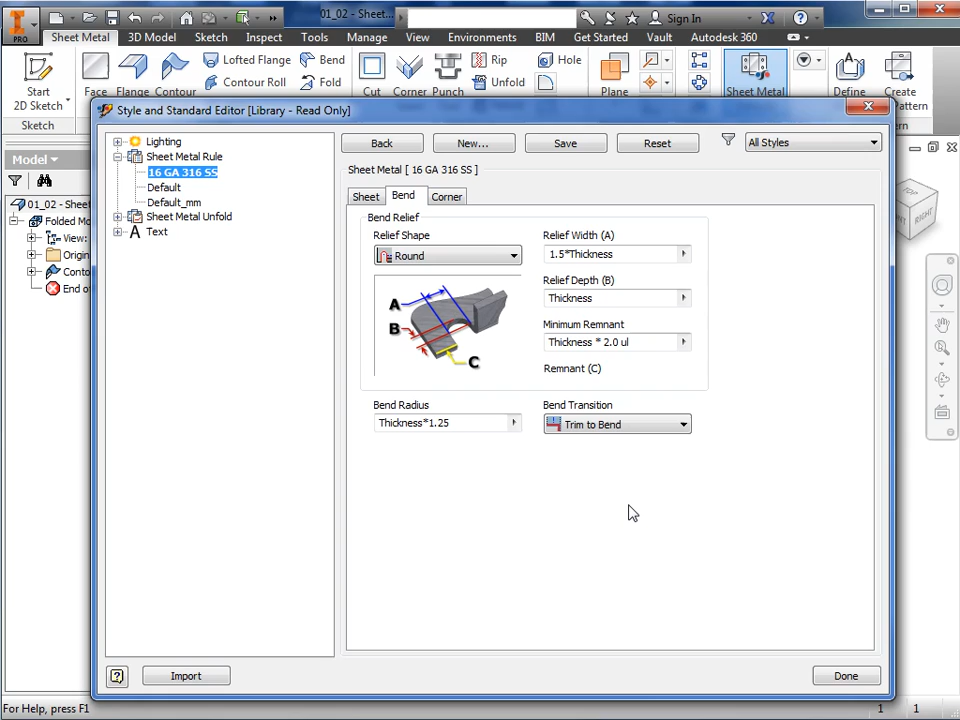 01_02 - Sheet...
Sign In
PRO
Sheet Metal
3D Model
Sketch
Inspect
Tools
Manage
View
Environments
BIM
Get Started
Vault
Autodesk 360
Start
2D Sketch
Face
Flange
Contour
Lofted Flange
Contour Roll
Bend
Fold
Cut
Corner
Punch
Rip
Unfold
Hole
Plane
Sheet Metal
Define
Create
Pattern
Sketch
Style and Standard Editor [Library - Read Only]
Model
01_02 - Sheet
Folded Mo
View:
Origin
Conto
End o
Lighting
Sheet Metal Rule
16 GA 316 SS
Default
Default_mm
Sheet Metal Unfold
Text
Back
New...
Save
Reset
All Styles
Sheet Metal [ 16 GA 316 SS ]
Sheet
Bend
Corner
Bend Relief
Relief Shape
Round
A
B
C
Relief Width (A)
1.5*Thickness
Relief Depth (B)
Thickness
Minimum Remnant
Thickness * 2.0 ul
Remnant (C)
Bend Radius
Thickness*1.25
Bend Transition
Trim to Bend
FRONT
RIGHT
Import
Done
For Help, press F1
1
1